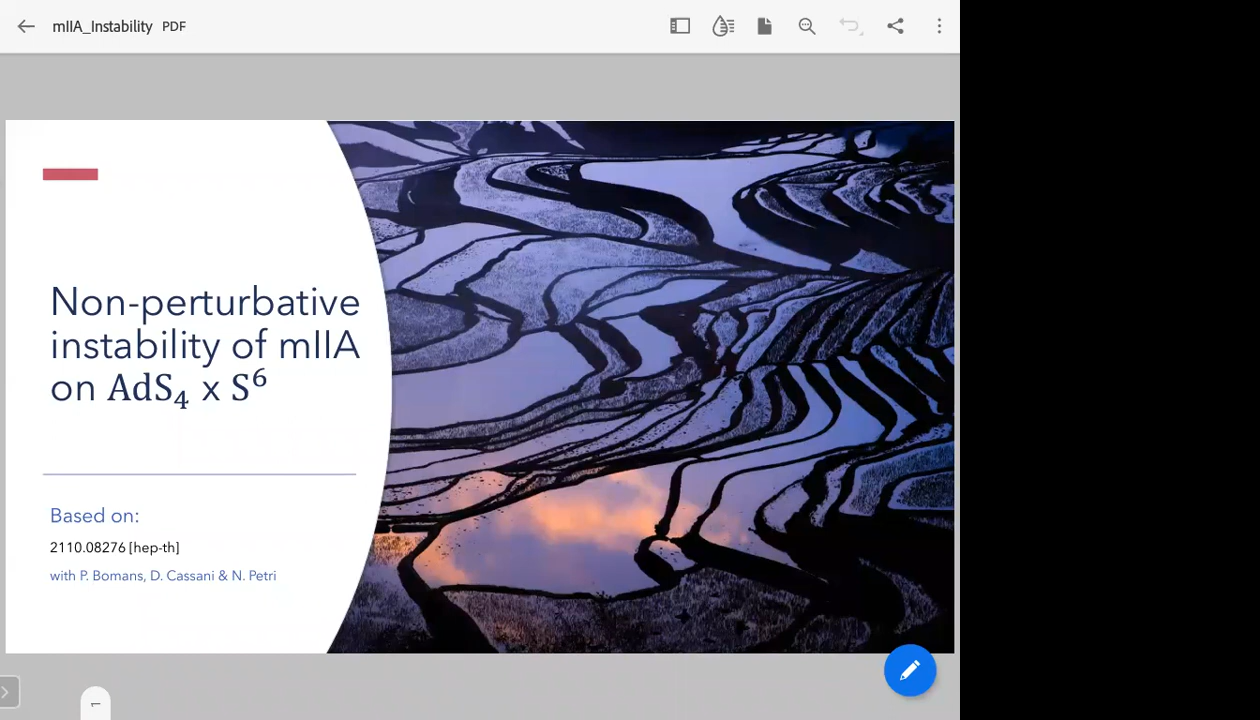 mIIA_Instability PDF
Non-perturbative
instability of mIIA
on AdS₄ x S⁶
Based on:
2110.08276 [hep-th]
with P. Bomans, D. Cassani & N. Petri
1